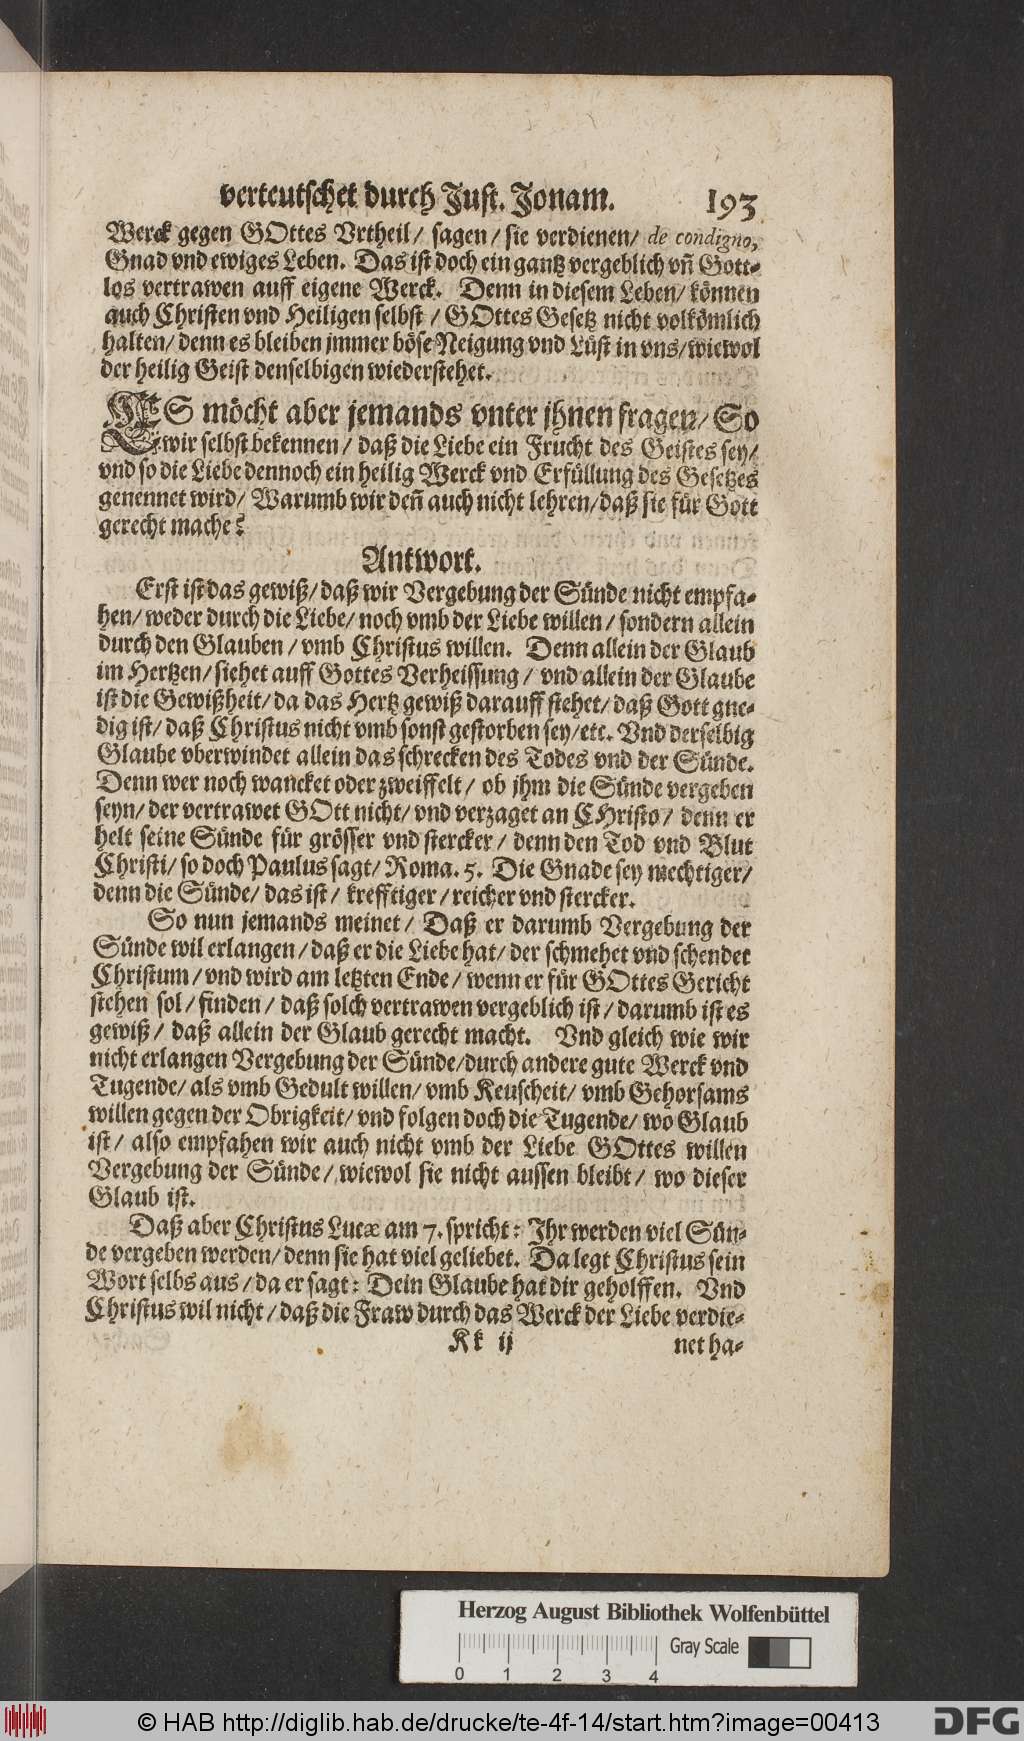 verteutschet durch Just. Jonam. 193
Werck gegen GOttes Vrtheil / sagen / sie verdienen / de condigno,
Gnad vnd ewiges Leben. Das ist doch ein gantz vergeblich vñ Gott-
los vertrawen auff eigene Werck. Denn in diesem Leben / können
auch Christen vnd Heiligen selbst / GOttes Gesetz nicht volkömlich
halten / denn es bleiben jmmer böse Neigung vnd Lüst in vns / wiewol
der heilig Geist denselbigen wiederstehet.
ES möcht aber jemands vnter jhnen fragen / So
wir selbst bekennen / daß die Liebe ein Frucht des Geistes sey /
vnd so die Liebe dennoch ein heilig Werck vnd Erfüllung des Gesetzes
genennet wird / Warumb wir deñ auch nicht lehren / daß sie für Gott
gerecht mache?
Antwort.
Erst ist das gewiß / daß wir Vergebung der Sünde nicht empfa-
hen / weder durch die Liebe / noch vmb der Liebe willen / sondern allein
durch den Glauben / vmb Christus willen. Denn allein der Glaub
im Hertzen / siehet auff Gottes Verheissung / vnd allein der Glaube
ist die Gewißheit / da das Hertz gewiß darauff stehet / daß Gott gne-
dig ist / daß Christus nicht vmb sonst gestorben sey / etc. Vnd derselbig
Glaube vberwindet allein das schrecken des Todes vnd der Sünde.
Denn wer noch wancket oder zweiffelt / ob jhm die Sünde vergeben
seyn / der vertrawet GOtt nicht / vnd verzaget an CHristo / denn er
helt seine Sünde für grösser vnd stercker / denn den Tod vnd Blut
Christi / so doch Paulus sagt / Roma. 5. Die Gnade sey mechtiger /
denn die Sünde / das ist / krefftiger / reicher vnd stercker.
So nun jemands meinet / Daß er darumb Vergebung der
Sünde wil erlangen / daß er die Liebe hat / der schmehet vnd schendet
Christum / vnd wird am letzten Ende / wenn er für GOttes Gericht
stehen sol / finden / daß solch vertrawen vergeblich ist / darumb ist es
gewiß / daß allein der Glaub gerecht macht. Vnd gleich wie wir
nicht erlangen Vergebung der Sünde / durch andere gute Werck vnd
Tugende / als vmb Gedult willen / vmb Keuscheit / vmb Gehorsams
willen gegen der Obrigkeit / vnd folgen doch die Tugende / wo Glaub
ist / also empfahen wir auch nicht vmb der Liebe GOttes willen
Vergebung der Sünde / wiewol sie nicht aussen bleibt / wo dieser
Glaub ist.
Daß aber Christns Lucæ am 7. spricht: Jhr werden viel Sün-
de vergeben werden / denn sie hat viel geliebet. Da legt Christus sein
Wort selbs aus / da er sagt: Dein Glaube hat dir geholffen. Vnd
Christus wil nicht / daß die Fraw durch das Werck der Liebe verdie-
Kk ij net ha-
Herzog August Bibliothek Wolfenbüttel
Gray Scale
0 1 2 3 4
© HAB http://diglib.hab.de/drucke/te-4f-14/start.htm?image=00413
DFG